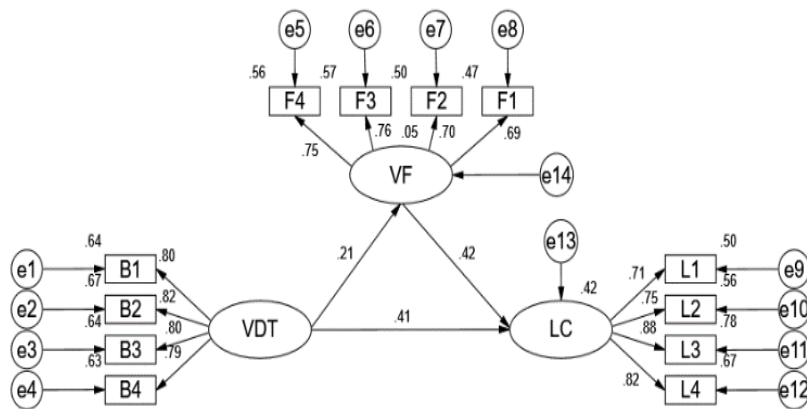 e5 e6 e7 e8
.56 .57 .50 .47
F4 F3 F2 F1
.75 .76 .05 .70 .69
VF e14
e13
.21 .42
.64 .50
e1 B1 .80 .71 L1 e9
.67 .56
e2 B2 .82 .42 .75 L2 e10
.64 .78
VDT .41 LC
e3 B3 .80 .88 L3 e11
.63 .79 .67
e4 B4 .82 L4 e12